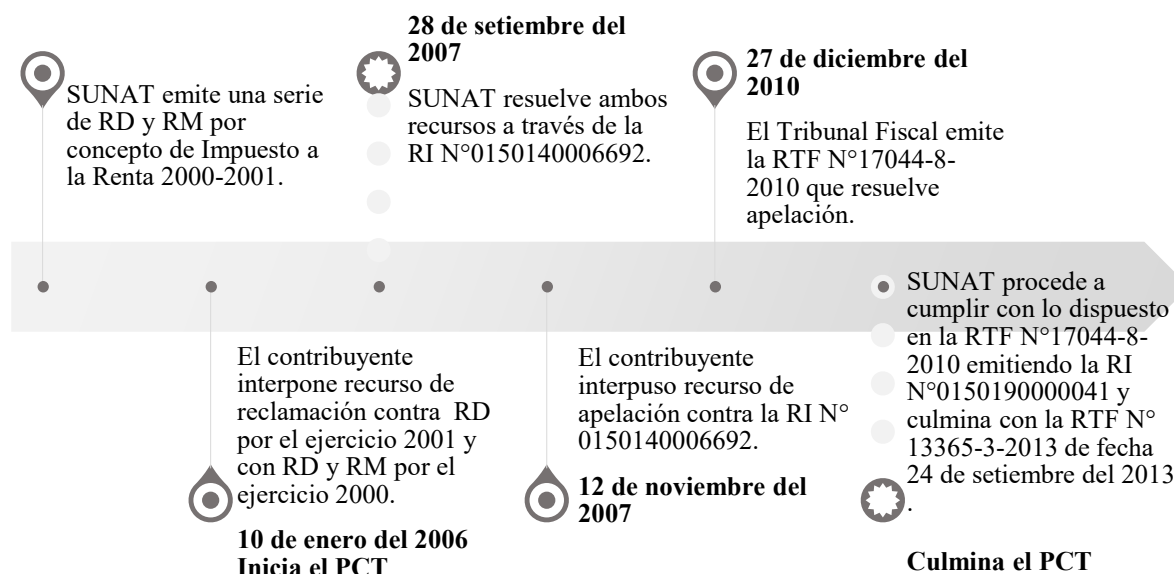 SUNAT emite una serie
de RD y RM por
concepto de Impuesto a
la Renta 2000-2001.
El contribuyente
interpone recurso de
reclamación contra RD
por el ejercicio 2001 y
con RD y RM por el
ejercicio 2000.
10 de enero del 2006
Inicia el PCT
28 de setiembre del
2007
SUNAT resuelve ambos
recursos a través de la
RI N°0150140006692.
El contribuyente
interpuso recurso de
apelación contra la RI N°
0150140006692.
12 de noviembre del
2007
27 de diciembre del
2010
El Tribunal Fiscal emite
la RTF N°17044-8-
2010 que resuelve
apelación.
SUNAT procede a
cumplir con lo dispuesto
en la RTF N°17044-8-
2010 emitiendo la RI
N°0150190000041 y
culmina con la RTF N°
13365-3-2013 de fecha
24 de setiembre del 2013
.
Culmina el PCT